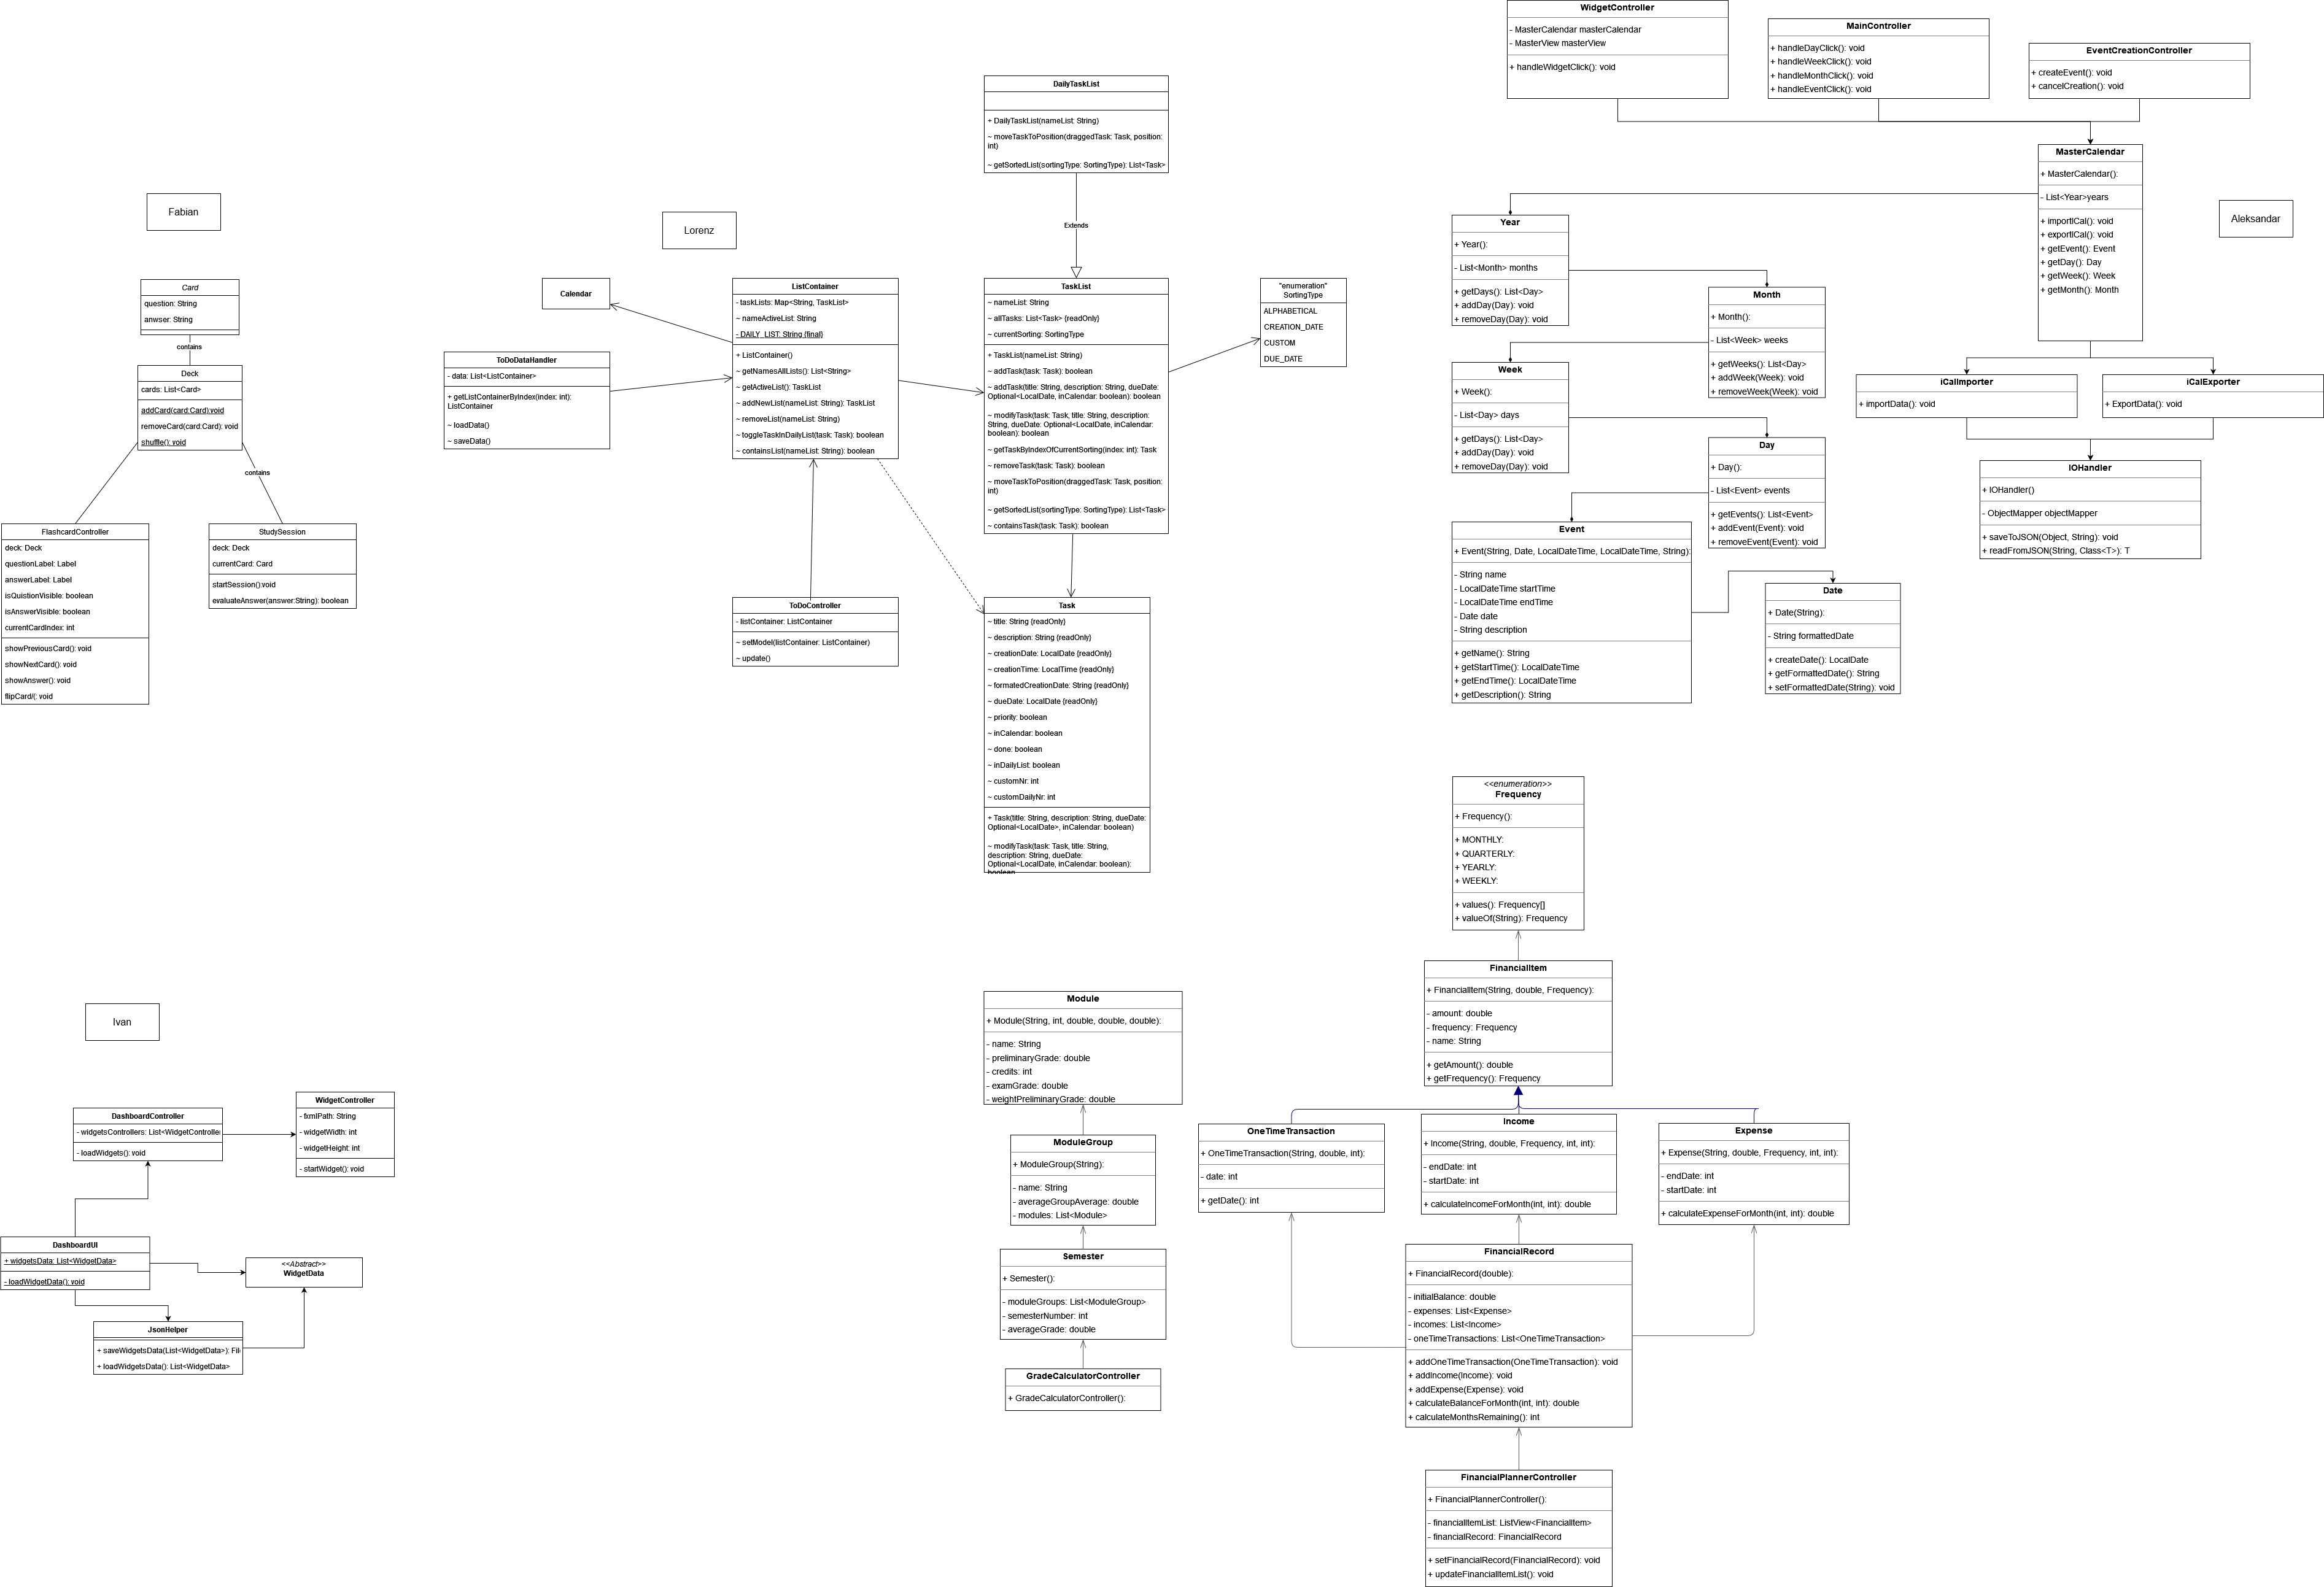 Fabian
Card
question: String
anwser: String
contains
Deck
cards: List<Card>
addCard(card:Card):void
removeCard(card:Card): void
shuffle(): void
contains
FlashcardController
deck: Deck
questionLabel: Label
answerLabel: Label
isQuistionVisible: boolean
isAnswerVisible: boolean
currentCardIndex: int
showPreviousCard(): void
showNextCard(): void
showAnswer(): void
flipCard/(: void
StudySession
deck: Deck
currentCard: Card
startSession():void
evaluateAnswer(answer:String): boolean
Lorenz
DailyTaskList
+ DailyTaskList(nameList: String)
~ moveTaskToPosition(draggedTask: Task, position:
int)
~ getSortedList(sortingType: SortingType): List<Task>
Extends
Calendar
ToDoDataHandler
- data: List<ListContainer>
+ getListContainerByIndex(index: int):
ListContainer
~ loadData()
~ saveData()
ListContainer
- taskLists: Map<String, TaskList>
~ nameActiveList: String
- DAILY_LIST: String {final}
+ ListContainer()
~ getNamesAllLists(): List<String>
~ getActiveList(): TaskList
~ addNewList(nameList: String): TaskList
~ removeList(nameList: String)
~ toggleTaskInDailyList(task: Task): boolean
~ containsList(nameList: String): boolean
TaskList
~ nameList: String
~ allTasks: List<Task> {readOnly}
~ currentSorting: SortingType
+ TaskList(nameList: String)
~ addTask(task: Task): boolean
~ addTask(title: String, description: String, dueDate:
Optional<LocalDate, inCalendar: boolean): boolean
~ modifyTask(task: Task, title: String, description:
String, dueDate: Optional<LocalDate, inCalendar:
boolean): boolean
~ getTaskByIndexOfCurrentSorting(index: int): Task
~ removeTask(task: Task): boolean
~ moveTaskToPosition(draggedTask: Task, position:
int)
~ getSortedList(sortingType: SortingType): List<Task>
~ containsTask(task: Task): boolean
"enumeration"
SortingType
ALPHABETICAL
CREATION_DATE
CUSTOM
DUE_DATE
ToDoController
- listContainer: ListContainer
~ setModel(listContainer: ListContainer)
~ update()
Task
~ title: String {readOnly}
~ description: String {readOnly}
~ creationDate: LocalDate {readOnly}
~ creationTime: LocalTime {readOnly}
~ formatedCreationDate: String {readOnly}
~ dueDate: LocalDate {readOnly}
~ priority: boolean
~ inCalendar: boolean
~ done: boolean
~ inDailyList: boolean
~ customNr: int
~ customDailyNr: int
+ Task(title: String, description: String, dueDate:
Optional<LocalDate>, inCalendar: boolean)
~ modifyTask(task: Task, title: String,
description: String, dueDate:
Optional<LocalDate, inCalendar: boolean):
boolean
WidgetController
- MasterCalendar masterCalendar
- MasterView masterView
+ handleWidgetClick(): void
MainController
+ handleDayClick(): void
+ handleWeekClick(): void
+ handleMonthClick(): void
+ handleEventClick(): void
EventCreationController
+ createEvent(): void
+ cancelCreation(): void
MasterCalendar
+ MasterCalendar():
- List<Year>years
+ importICal(): void
+ exportICal(): void
+ getEvent(): Event
+ getDay(): Day
+ getWeek(): Week
+ getMonth(): Month
Aleksandar
Year
+ Year():
- List<Month> months
+ getDays(): List<Day>
+ addDay(Day): void
+ removeDay(Day): void
Month
+ Month():
- List<Week> weeks
+ getWeeks(): List<Day>
+ addWeek(Week): void
+ removeWeek(Week): void
Week
+ Week():
- List<Day> days
+ getDays(): List<Day>
+ addDay(Day): void
+ removeDay(Day): void
Day
+ Day():
- List<Event> events
+ getEvents(): List<Event>
+ addEvent(Event): void
+ removeEvent(Event): void
iCalImporter
+ importData(): void
iCalExporter
+ ExportData(): void
IOHandler
+ IOHandler()
- ObjectMapper objectMapper
+ saveToJSON(Object, String): void
+ readFromJSON(String, Class<T>): T
Event
+ Event(String, Date, LocalDateTime, LocalDateTime, String):
- String name
- LocalDateTime startTime
- LocalDateTime endTime
- Date date
- String description
+ getName(): String
+ getStartTime(): LocalDateTime
+ getEndTime(): LocalDateTime
+ getDescription(): String
Date
+ Date(String):
- String formattedDate
+ createDate(): LocalDate
+ getFormattedDate(): String
+ setFormattedDate(String): void
<<enumeration>>
Frequency
+ Frequency():
+ MONTHLY:
+ QUARTERLY:
+ YEARLY:
+ WEEKLY:
+ values(): Frequency[]
+ valueOf(String): Frequency
FinancialItem
+ FinancialItem(String, double, Frequency):
- amount: double
- frequency: Frequency
- name: String
+ getAmount(): double
+ getFrequency(): Frequency
OneTimeTransaction
+ OneTimeTransaction(String, double, int):
- date: int
+ getDate(): int
Income
+ Income(String, double, Frequency, int, int):
- endDate: int
- startDate: int
+ calculateIncomeForMonth(int, int): double
Expense
+ Expense(String, double, Frequency, int, int):
- endDate: int
- startDate: int
+ calculateExpenseForMonth(int, int): double
FinancialRecord
+ FinancialRecord(double):
- initialBalance: double
- expenses: List<Expense>
- incomes: List<Income>
- oneTimeTransactions: List<OneTimeTransaction>
+ addOneTimeTransaction(OneTimeTransaction): void
+ addIncome(Income): void
+ addExpense(Expense): void
+ calculateBalanceForMonth(int, int): double
+ calculateMonthsRemaining(): int
FinancialPlannerController
+ FinancialPlannerController():
- financialItemList: ListView<FinancialItem>
- financialRecord: FinancialRecord
+ setFinancialRecord(FinancialRecord): void
+ updateFinancialItemList(): void
Module
+ Module(String, int, double, double, double):
- name: String
- preliminaryGrade: double
- credits: int
- examGrade: double
- weightPreliminaryGrade: double
ModuleGroup
+ ModuleGroup(String):
- name: String
- averageGroupAverage: double
- modules: List<Module>
Semester
+ Semester():
- moduleGroups: List<ModuleGroup>
- semesterNumber: int
- averageGrade: double
GradeCalculatorController
+ GradeCalculatorController():
Ivan
DashboardController
- widgetsControllers: List<WidgetController
- loadWidgets(): void
WidgetController
- fxmlPath: String
- widgetWidth: int
- widgetHeight: int
- startWidget(): void
DashboardUI
+ widgetsData: List<WidgetData>
- loadWidgetData(): void
<<Abstract>>
WidgetData
JsonHelper
+ saveWidgetsData(List<WidgetData>): File
+ loadWidgetsData(): List<WidgetData>